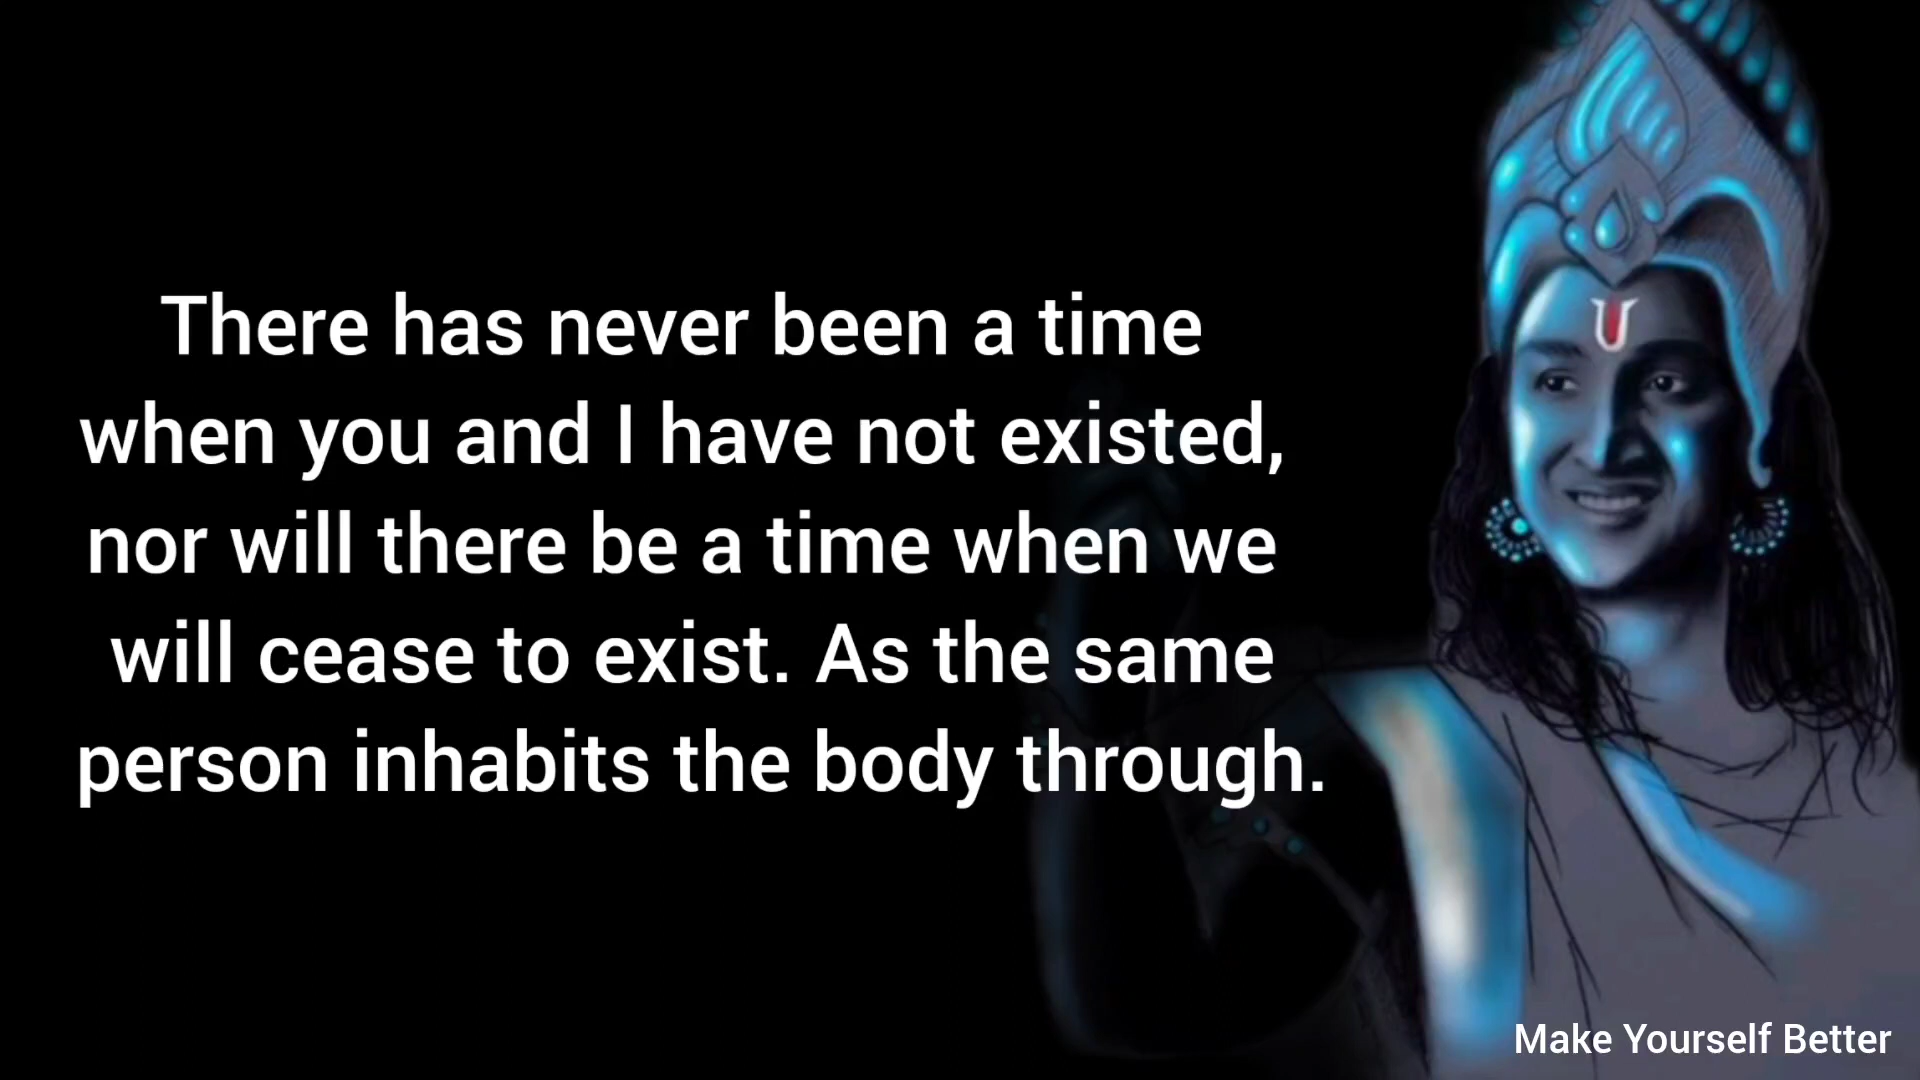 There has never been a time
when you and I have not existed,
nor will there be a time when we
will cease to exist. As the same
person inhabits the body through.
Make Yourself Better